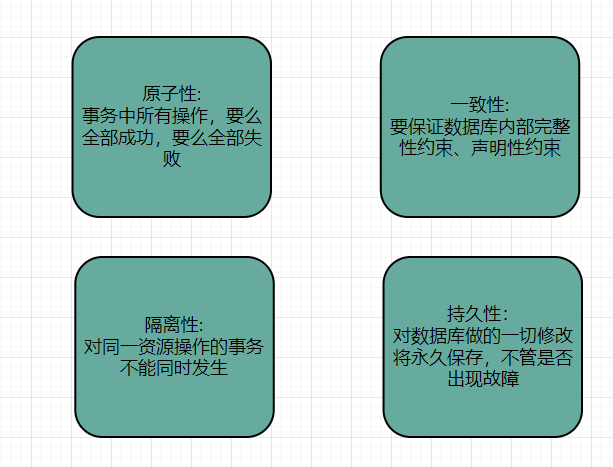 原子性:
事务中所有操作，要么
全部成功，要么全部失
败
一致性:
要保证数据库内部完整
性约束、声明性约束
隔离性:
对同一资源操作的事务
不能同时发生
持久性：
对数据库做的一切修改
将永久保存，不管是否
出现故障